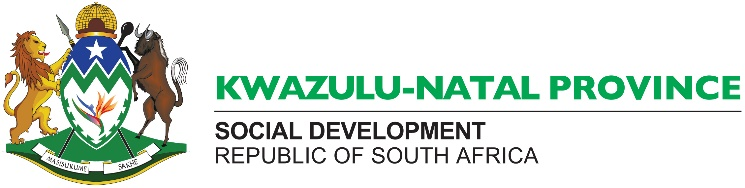 KWAZULU-NATAL PROVINCE
SOCIAL DEVELOPMENT
REPUBLIC OF SOUTH AFRICA
MASISUKUME SAKHE